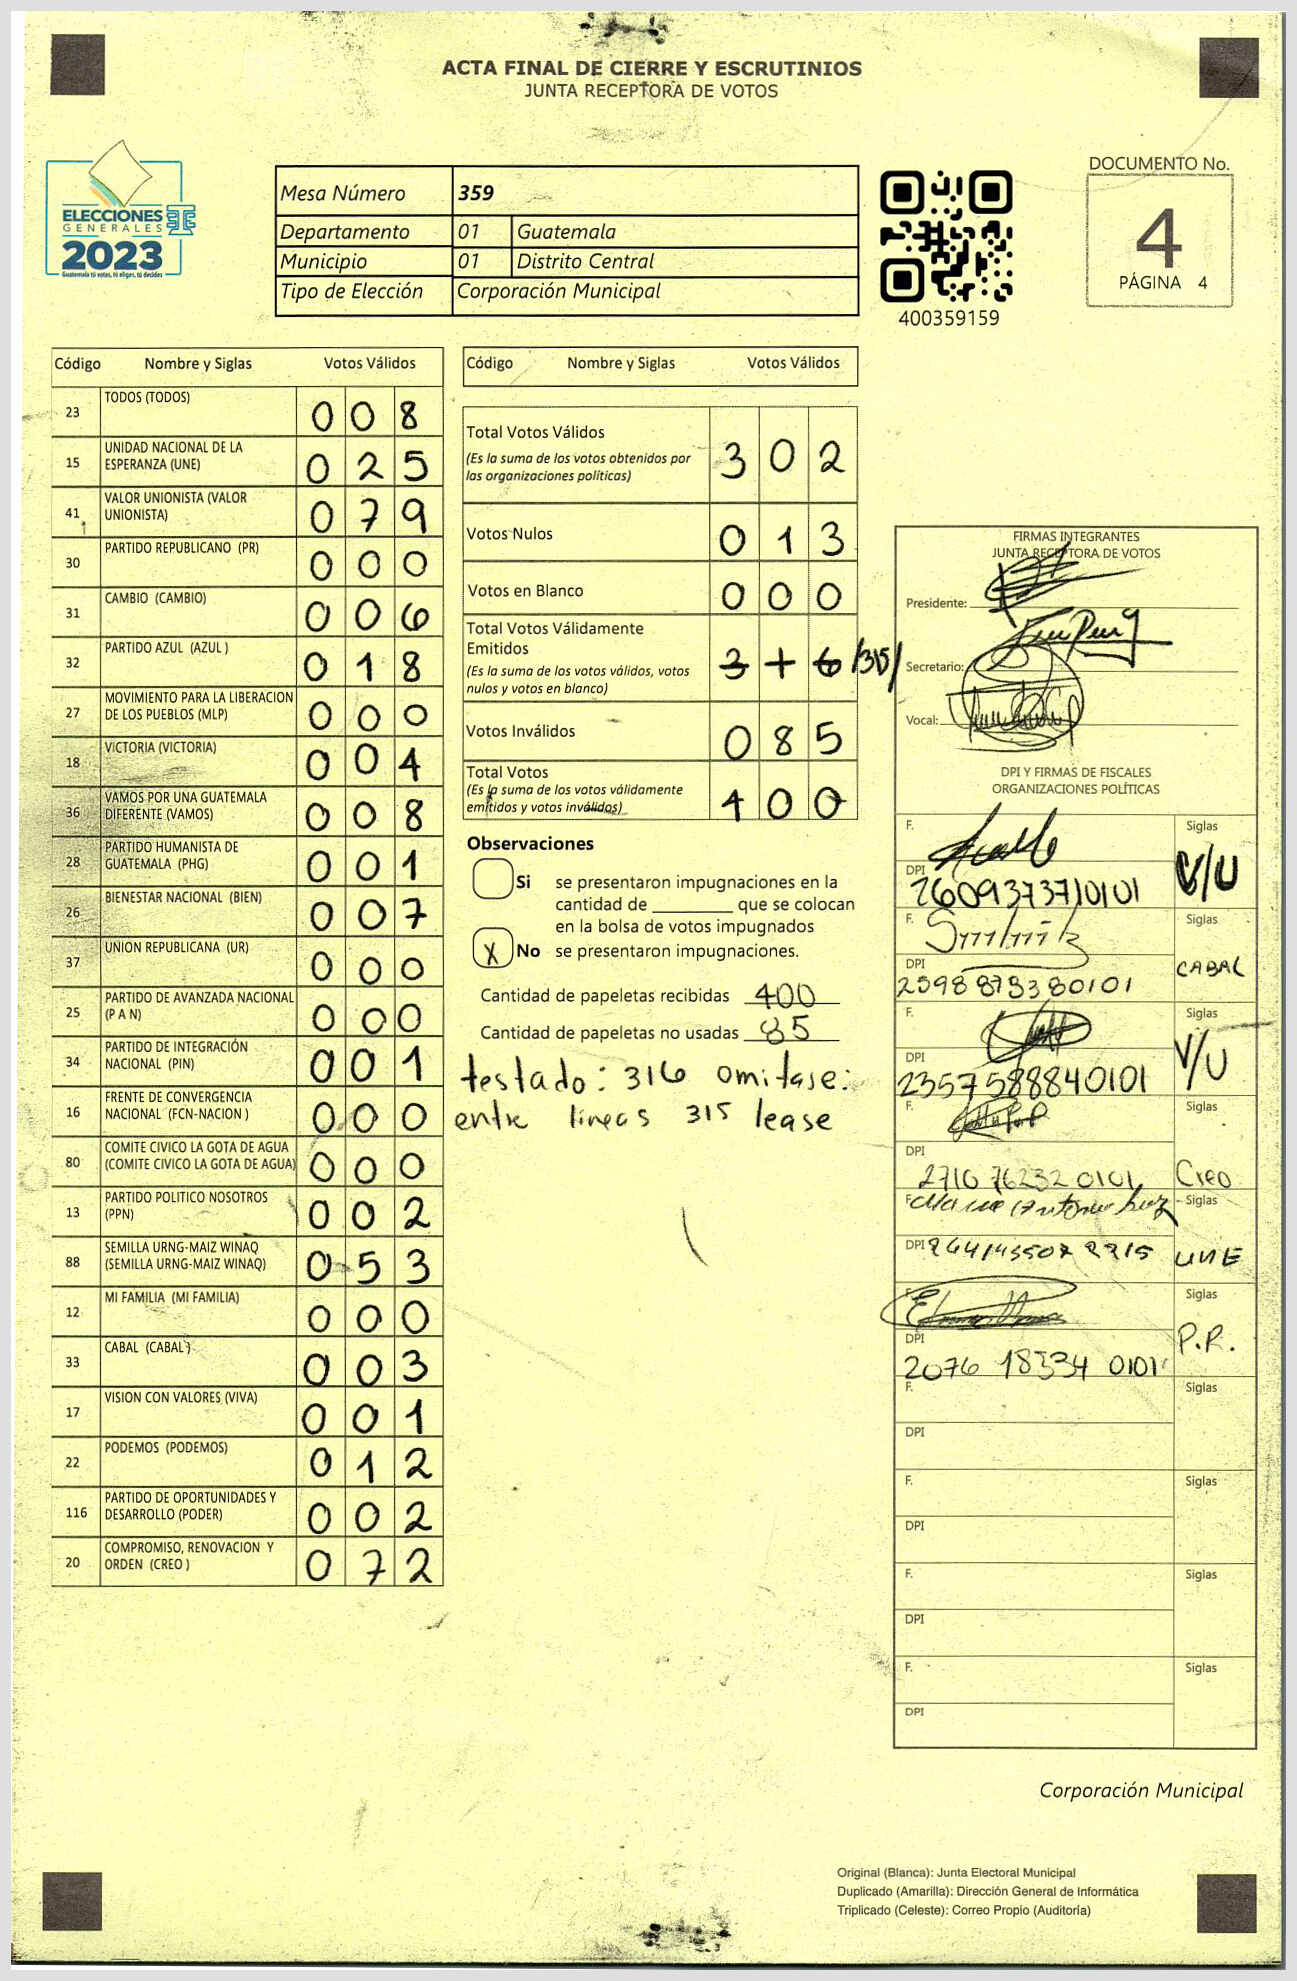 ACTA FINAL DE CIERRE Y ESCRUTINIOS
JUNTA RECEPTORA DE VOTOS
ELECCIONES
GENERALES
2023
Guatemala tú votas, tú eliges, tú decides
Mesa Número 359
Departamento 01 Guatemala
Municipio 01 Distrito Central
Tipo de Elección Corporación Municipal
400359159
DOCUMENTO No.
4
PÁGINA 4
Código Nombre y Siglas Votos Válidos
23 TODOS (TODOS) 0 0 8
15 UNIDAD NACIONAL DE LA
ESPERANZA (UNE) 0 2 5
41 VALOR UNIONISTA (VALOR
UNIONISTA) 0 7 9
30 PARTIDO REPUBLICANO (PR) 0 0 0
31 CAMBIO (CAMBIO) 0 0 6
32 PARTIDO AZUL (AZUL ) 0 1 8
27 MOVIMIENTO PARA LA LIBERACION
DE LOS PUEBLOS (MLP) 0 0 0
18 VICTORIA (VICTORIA) 0 0 4
36 VAMOS POR UNA GUATEMALA
DIFERENTE (VAMOS) 0 0 8
28 PARTIDO HUMANISTA DE
GUATEMALA (PHG) 0 0 1
26 BIENESTAR NACIONAL (BIEN) 0 0 7
37 UNION REPUBLICANA (UR) 0 0 0
25 PARTIDO DE AVANZADA NACIONAL
(P A N) 0 0 0
34 PARTIDO DE INTEGRACIÓN
NACIONAL (PIN) 0 0 1
16 FRENTE DE CONVERGENCIA
NACIONAL (FCN-NACION ) 0 0 0
80 COMITE CIVICO LA GOTA DE AGUA
(COMITE CIVICO LA GOTA DE AGUA) 0 0 0
13 PARTIDO POLITICO NOSOTROS
(PPN) 0 0 2
88 SEMILLA URNG-MAIZ WINAQ
(SEMILLA URNG-MAIZ WINAQ) 0 5 3
12 MI FAMILIA (MI FAMILIA) 0 0 0
33 CABAL (CABAL) 0 0 3
17 VISION CON VALORES (VIVA) 0 0 1
22 PODEMOS (PODEMOS) 0 1 2
116 PARTIDO DE OPORTUNIDADES Y
DESARROLLO (PODER) 0 0 2
20 COMPROMISO, RENOVACION Y
ORDEN (CREO ) 0 7 2
Código Nombre y Siglas Votos Válidos
Total Votos Válidos 3 0 2
(Es la suma de los votos obtenidos por
las organizaciones políticas)
Votos Nulos 0 1 3
Votos en Blanco 0 0 0
Total Votos Válidamente
Emitidos 3 1 6 /315/
(Es la suma de los votos válidos, votos
nulos y votos en blanco)
Votos Inválidos 0 8 5
Total Votos 4 0 0
(Es la suma de los votos válidamente
emitidos y votos inválidos)
Observaciones
Si se presentaron impugnaciones en la
cantidad de ________ que se colocan
en la bolsa de votos impugnados
X No se presentaron impugnaciones.
Cantidad de papeletas recibidas 400
Cantidad de papeletas no usadas 85
testado: 316 omitase:
entre lineas 315 lease
FIRMAS INTEGRANTES
JUNTA RECEPTORA DE VOTOS
Presidente:
Secretario:
Vocal:
DPI Y FIRMAS DE FISCALES
ORGANIZACIONES POLÍTICAS
F. Siglas
DPI 2609373710101 V/U
F. Siglas
DPI 2598873380101 CABAL
F. Siglas
DPI 2357588840101 V/U
F. Siglas
DPI 2710 76232 0101 Creo
F. Siglas
DPI UNE
Siglas
DPI 2076 18334 0101 P.R.
F. Siglas
DPI
F. Siglas
DPI
F. Siglas
DPI
F. Siglas
DPI
Corporación Municipal
Original (Blanca): Junta Electoral Municipal
Duplicado (Amarilla): Dirección General de Informática
Triplicado (Celeste): Correo Propio (Auditoría)